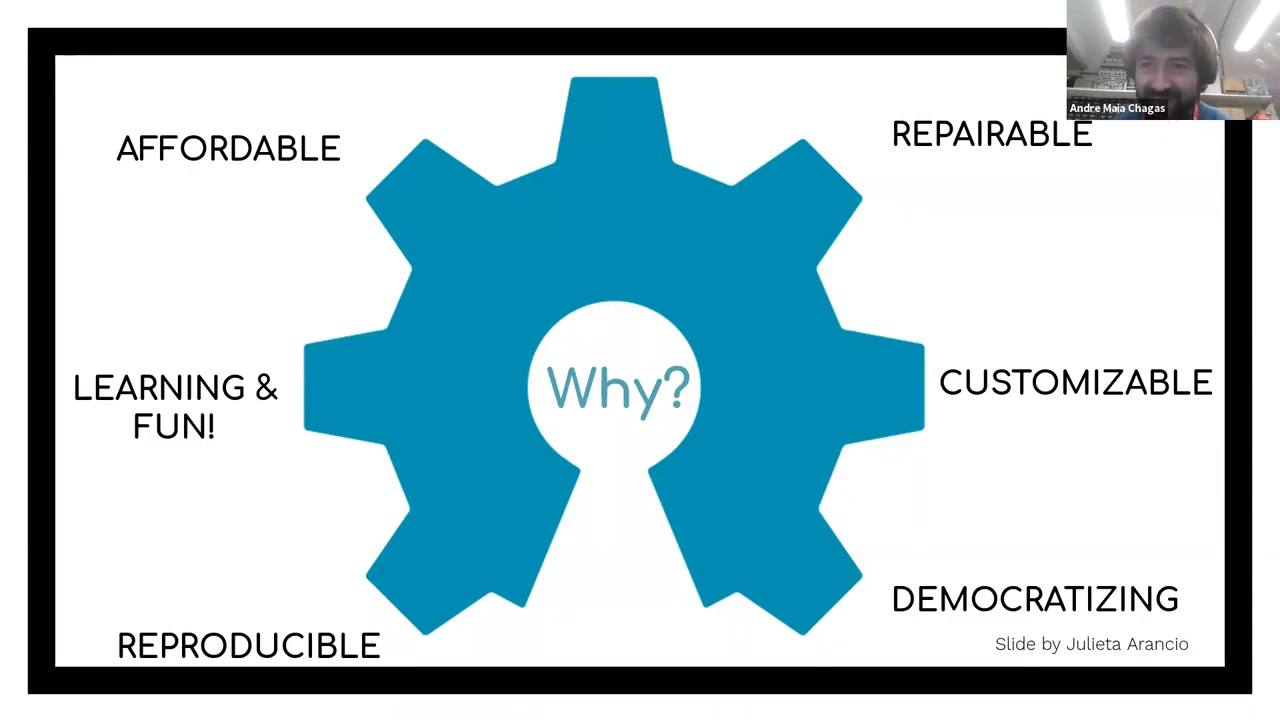 Andre Maia Chagas
AFFORDABLE
REPAIRABLE
LEARNING &
FUN!
Why?
CUSTOMIZABLE
DEMOCRATIZING
REPRODUCIBLE
Slide by Julieta Arancio